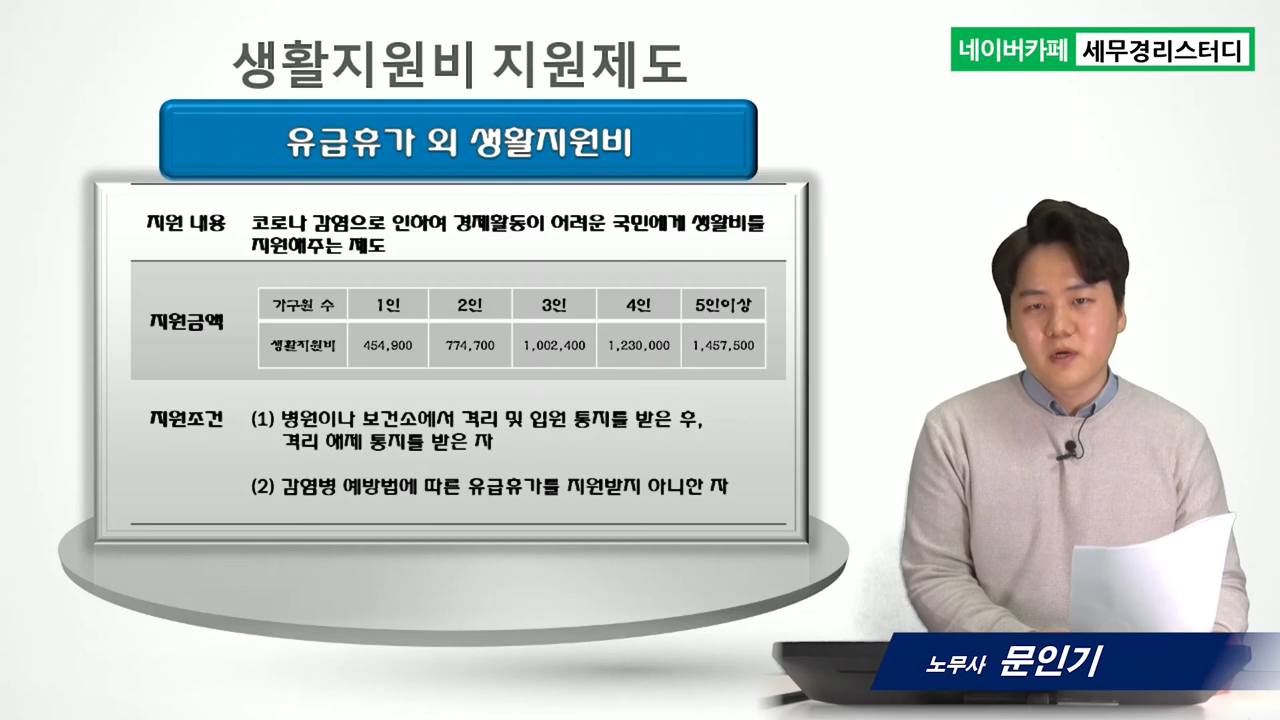 생활지원비 지원제도
네이버카페 세무경리스터디
유급휴가 외 생활지원비
지원 내용 코로나 감염으로 인하여 경제활동이 어려운 국민에게 생활비를
지원해주는 제도
지원금액
가구원 수 1인 2인 3인 4인 5인이상
생활지원비 454,900 774,700 1,002,400 1,230,000 1,457,500
지원조건 (1) 병원이나 보건소에서 격리 및 입원 통지를 받은 후,
격리 해제 통지를 받은 자
(2) 감염병 예방법에 따른 유급휴가를 지원받지 아니한 자
노무사 문인기